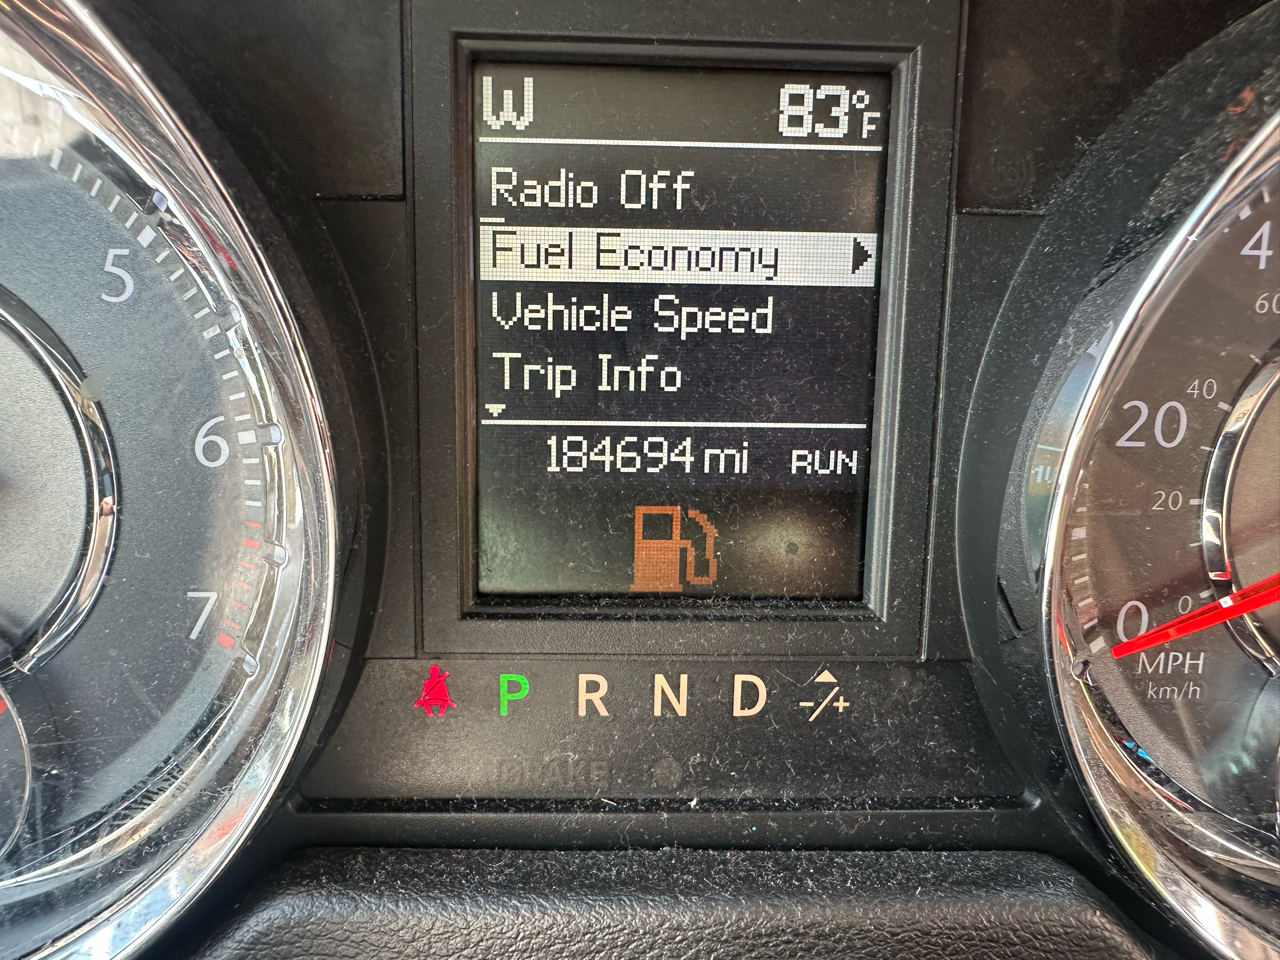 W 83°F
Radio Off
Fuel Economy
Vehicle Speed
Trip Info
184694 mi RUN
P R N D -/+
BRAKE
5
6
7
4
60
40
20
20
0
0
MPH
km/h